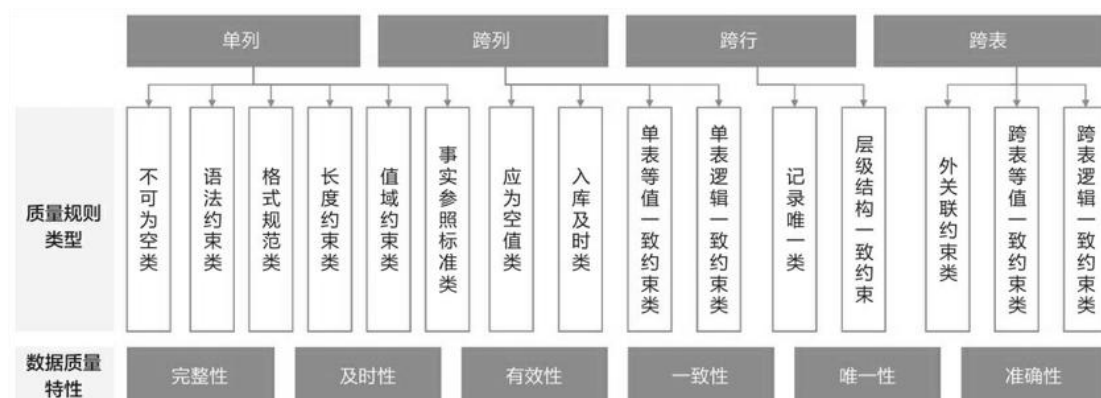 单列
跨列
跨行
跨表
质量规则
类型
不可为空类
语法约束类
格式规范类
长度约束类
值域约束类
事实参照标准类
应为空值类
入库及时类
单表等值一致约束类
单表逻辑一致约束类
记录唯一类
层级结构一致约束
外关联约束类
跨表等值一致约束类
跨表逻辑一致约束类
数据质量
特性
完整性
及时性
有效性
一致性
唯一性
准确性